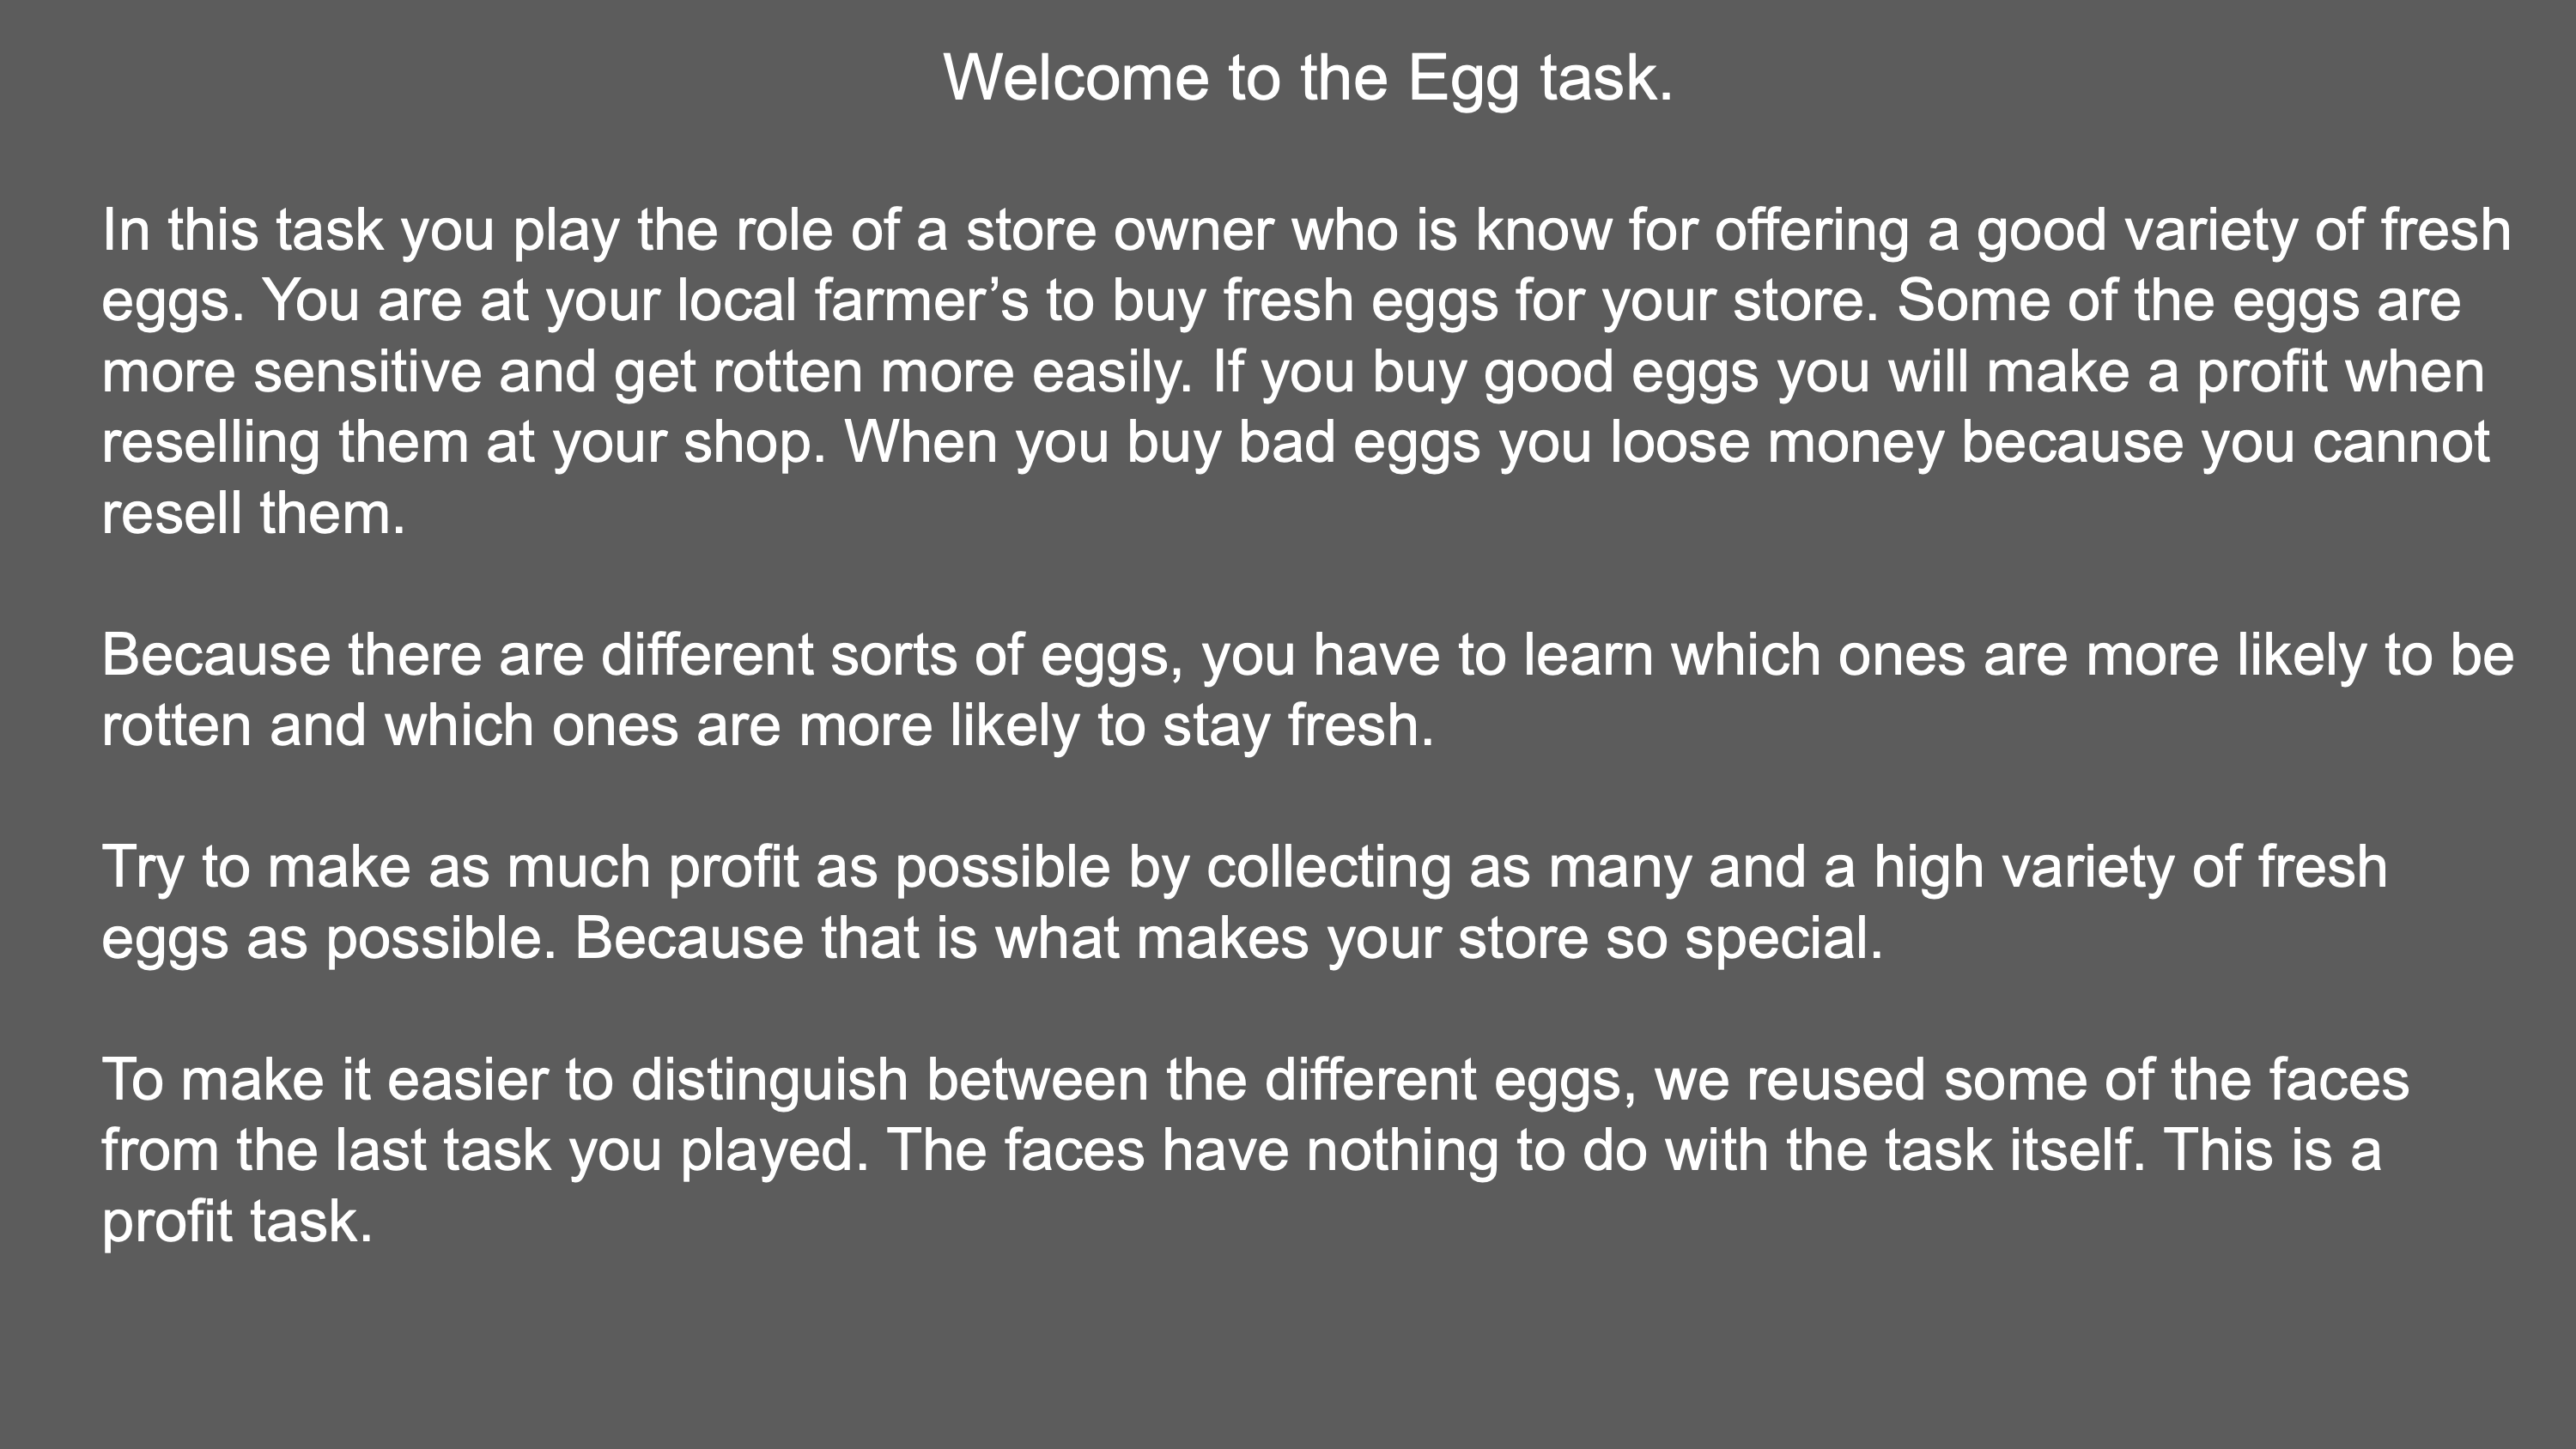 Welcome to the Egg task.
In this task you play the role of a store owner who is know for offering a good variety of fresh
eggs. You are at your local farmer’s to buy fresh eggs for your store. Some of the eggs are
more sensitive and get rotten more easily. If you buy good eggs you will make a profit when
reselling them at your shop. When you buy bad eggs you loose money because you cannot
resell them.
Because there are different sorts of eggs, you have to learn which ones are more likely to be
rotten and which ones are more likely to stay fresh.
Try to make as much profit as possible by collecting as many and a high variety of fresh
eggs as possible. Because that is what makes your store so special.
To make it easier to distinguish between the different eggs, we reused some of the faces
from the last task you played. The faces have nothing to do with the task itself. This is a
profit task.